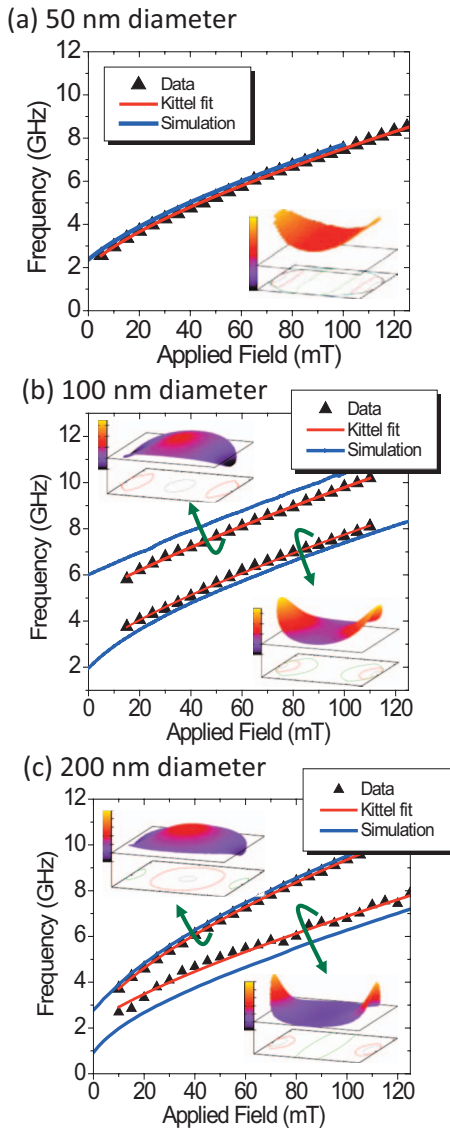 (a) 50 nm diameter
12
10
8
6
4
2
0
Frequency (GHz)
Data
Kittel fit
Simulation
0 20 40 60 80 100 120
Applied Field (mT)
(b) 100 nm diameter
12
10
8
6
4
2
Frequency (GHz)
Data
Kittel fit
Simulation
0 20 40 60 80 100 120
Applied Field (mT)
(c) 200 nm diameter
12
10
8
6
4
2
0
Frequency (GHz)
Data
Kittel fit
Simulation
0 20 40 60 80 100 120
Applied Field (mT)